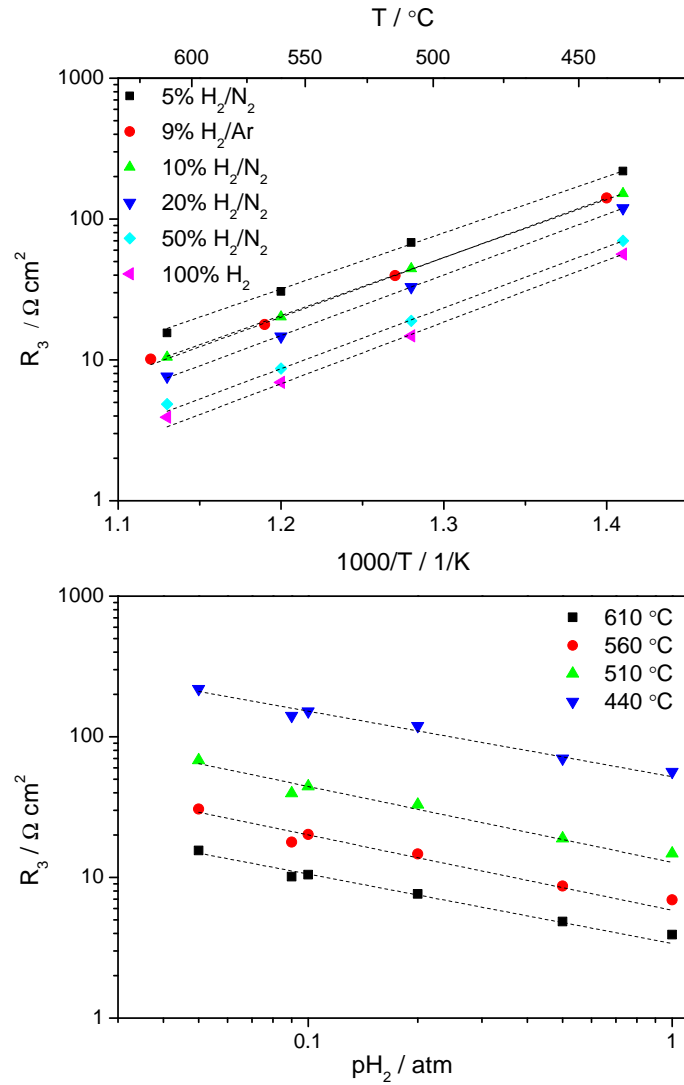 T / °C
600 550 500 450
1000
100
10
1
R₃ / Ω cm²
5% H₂/N₂
9% H₂/Ar
10% H₂/N₂
20% H₂/N₂
50% H₂/N₂
100% H₂
1.1 1.2 1.3 1.4
1000/T / 1/K
1000
100
10
1
R₃ / Ω cm²
610 °C
560 °C
510 °C
440 °C
0.1 1
pH₂ / atm